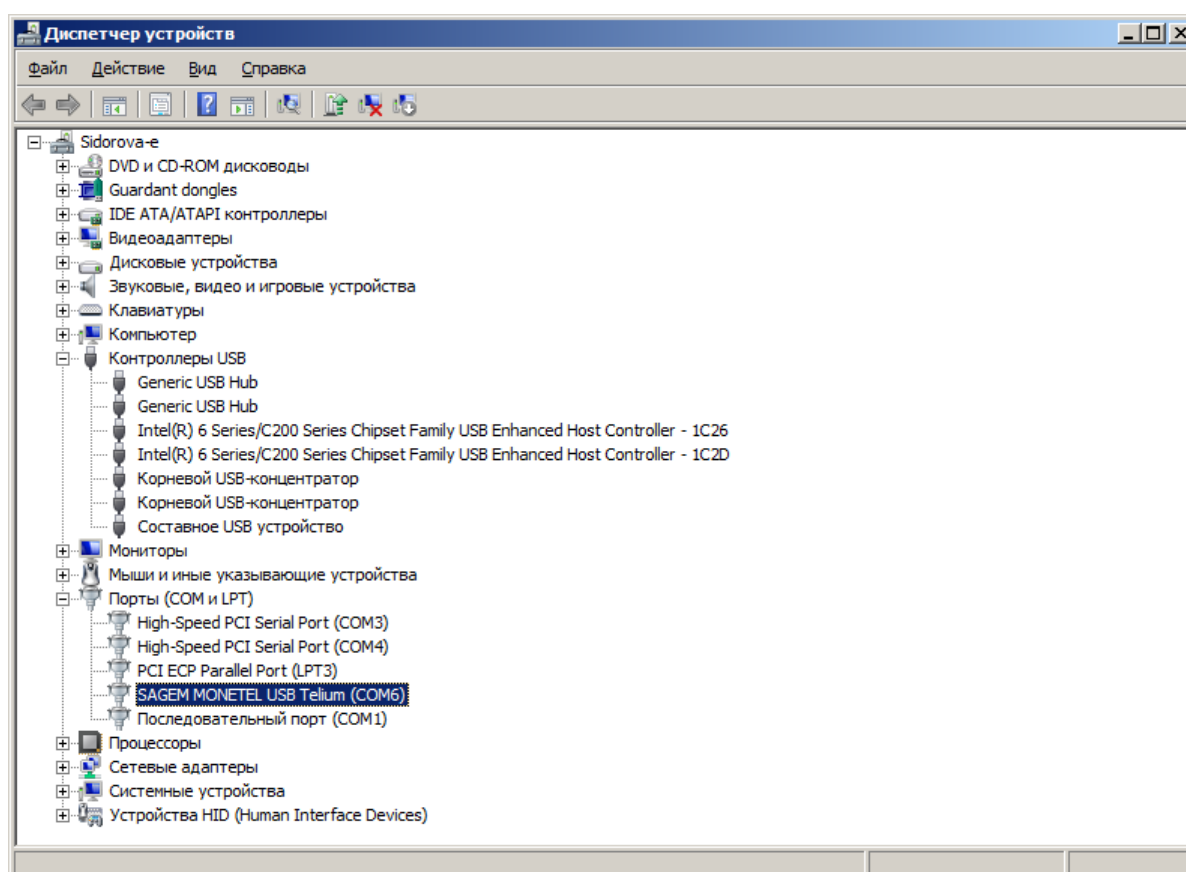 Диспетчер устройств
Файл Действие Вид Справка
Sidorova-e
DVD и CD-ROM дисководы
Guardant dongles
IDE ATA/ATAPI контроллеры
Видеоадаптеры
Дисковые устройства
Звуковые, видео и игровые устройства
Клавиатуры
Компьютер
Контроллеры USB
Generic USB Hub
Generic USB Hub
Intel(R) 6 Series/C200 Series Chipset Family USB Enhanced Host Controller - 1C26
Intel(R) 6 Series/C200 Series Chipset Family USB Enhanced Host Controller - 1C2D
Корневой USB-концентратор
Корневой USB-концентратор
Составное USB устройство
Мониторы
Мыши и иные указывающие устройства
Порты (COM и LPT)
High-Speed PCI Serial Port (COM3)
High-Speed PCI Serial Port (COM4)
PCI ECP Parallel Port (LPT3)
SAGEM MONETEL USB Telium (COM6)
Последовательный порт (COM1)
Процессоры
Сетевые адаптеры
Системные устройства
Устройства HID (Human Interface Devices)